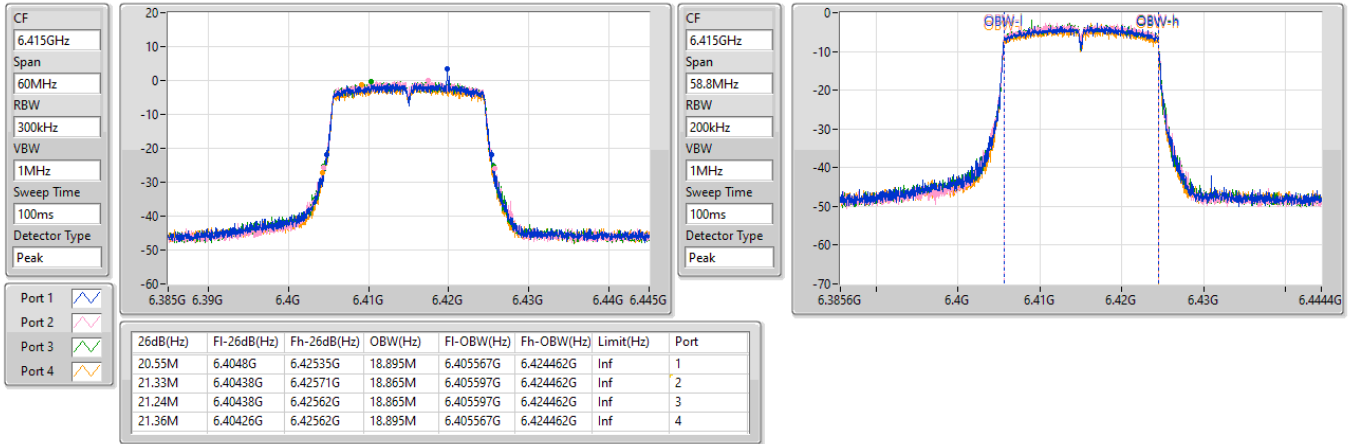 CF
6.415GHz
Span
60MHz
RBW
300kHz
VBW
1MHz
Sweep Time
100ms
Detector Type
Peak
20
10
0
-10
-20
-30
-40
-50
-60
6.385G 6.39G 6.4G 6.41G 6.42G 6.43G 6.44G 6.445G
CF
6.415GHz
Span
58.8MHz
RBW
200kHz
VBW
1MHz
Sweep Time
100ms
Detector Type
Peak
OBW-l OBW-h
0
-10
-20
-30
-40
-50
-60
-70
6.3856G 6.4G 6.41G 6.42G 6.43G 6.4444G
Port 1
Port 2
Port 3
Port 4
26dB(Hz) Fl-26dB(Hz) Fh-26dB(Hz) OBW(Hz) Fl-OBW(Hz) Fh-OBW(Hz) Limit(Hz) Port
20.55M 6.4048G 6.42535G 18.895M 6.405567G 6.424462G Inf 1
21.33M 6.40438G 6.42571G 18.865M 6.405597G 6.424462G Inf 2
21.24M 6.40438G 6.42562G 18.865M 6.405597G 6.424462G Inf 3
21.36M 6.40426G 6.42562G 18.895M 6.405567G 6.424462G Inf 4